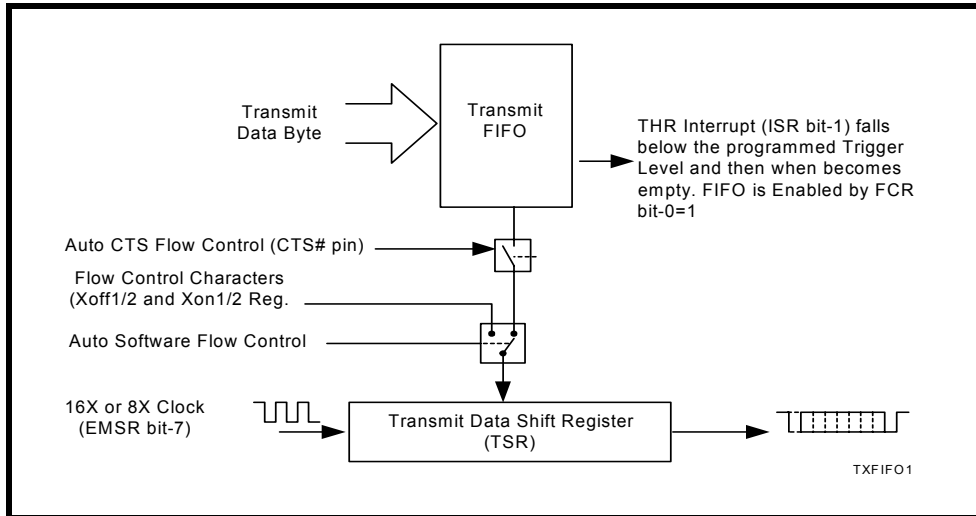 Transmit
Data Byte
Transmit
FIFO
THR Interrupt (ISR bit-1) falls
below the programmed Trigger
Level and then when becomes
empty. FIFO is Enabled by FCR
bit-0=1
Auto CTS Flow Control (CTS# pin)
Flow Control Characters
(Xoff1/2 and Xon1/2 Reg.
Auto Software Flow Control
16X or 8X Clock
(EMSR bit-7)
Transmit Data Shift Register
(TSR)
TXFIFO1